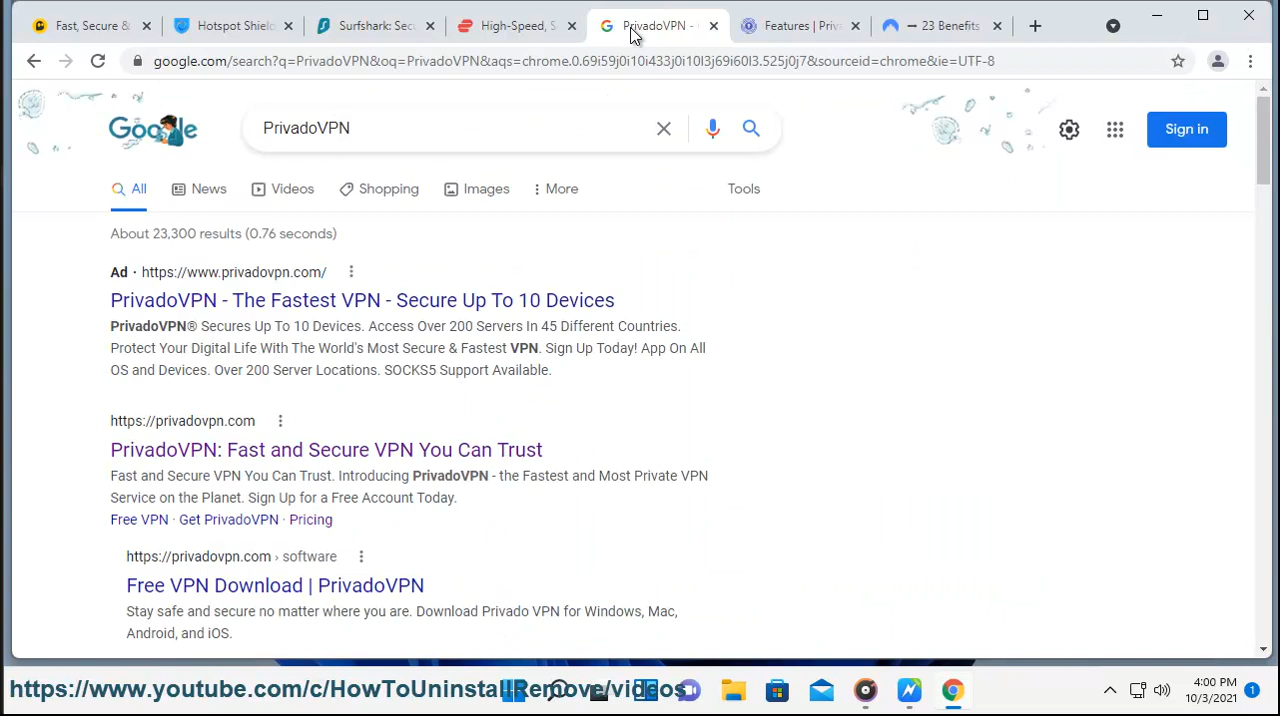 Fast, Secure &
Hotspot Shield
Surfshark: Secu
High-Speed, S
PrivadoVPN -
Features | Priv
23 Benefits
google.com/search?q=PrivadoVPN&oq=PrivadoVPN&aqs=chrome.0.69i59j0i10i433j0i10l3j69i60l3.525j0j7&sourceid=chrome&ie=UTF-8
Google
PrivadoVPN
Sign in
All
News
Videos
Shopping
Images
More
Tools
About 23,300 results (0.76 seconds)
Ad · https://www.privadovpn.com/
PrivadoVPN - The Fastest VPN - Secure Up To 10 Devices
PrivadoVPN® Secures Up To 10 Devices. Access Over 200 Servers In 45 Different Countries.
Protect Your Digital Life With The World's Most Secure & Fastest VPN. Sign Up Today! App On All
OS and Devices. Over 200 Server Locations. SOCKS5 Support Available.
https://privadovpn.com
PrivadoVPN: Fast and Secure VPN You Can Trust
Fast and Secure VPN You Can Trust. Introducing PrivadoVPN - the Fastest and Most Private VPN
Service on the Planet. Sign Up for a Free Account Today.
Free VPN · Get PrivadoVPN · Pricing
https://privadovpn.com › software
Free VPN Download | PrivadoVPN
Stay safe and secure no matter where you are. Download Privado VPN for Windows, Mac,
Android, and iOS.
https://www.youtube.com/c/HowToUninstallRemove/videos
4:00 PM
10/3/2021
1